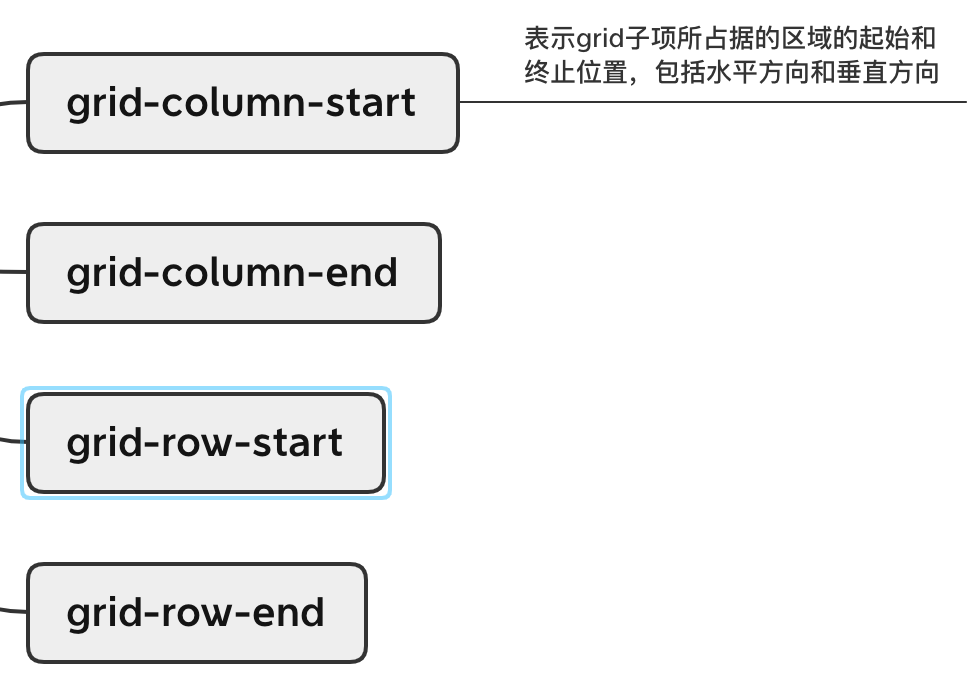 表示grid子项所占据的区域的起始和
终止位置，包括水平方向和垂直方向
grid-column-start
grid-column-end
grid-row-start
grid-row-end